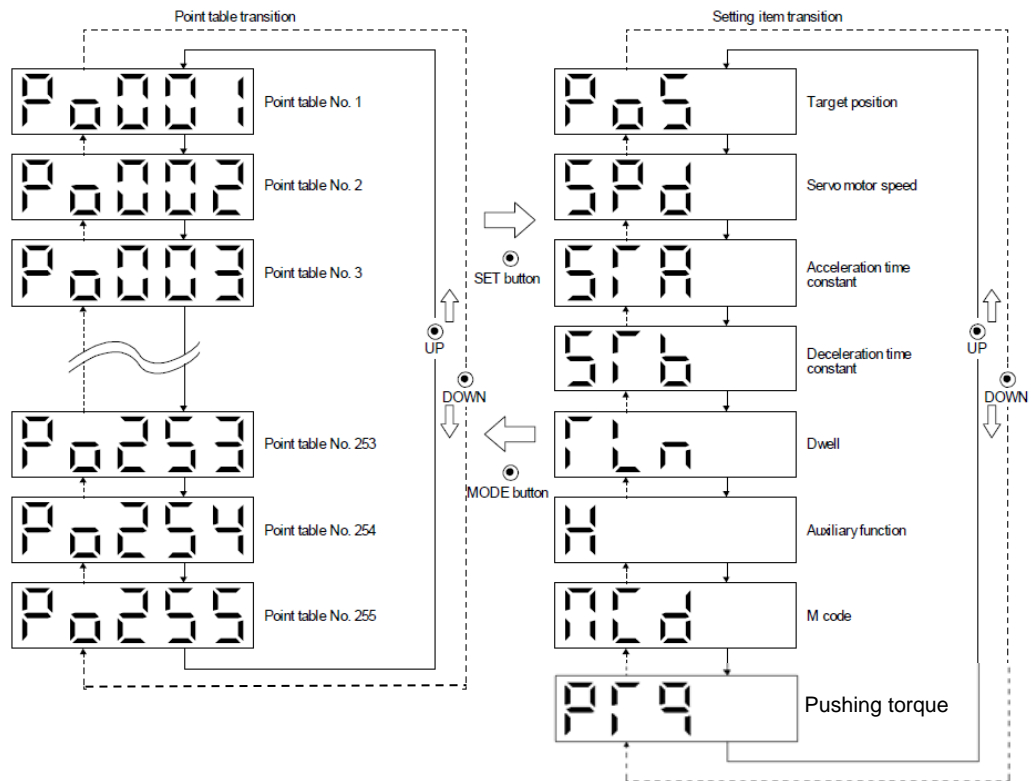 Point table transition
Po001
Point table No. 1
Po002
Point table No. 2
Po003
Point table No. 3
Po253
Point table No. 253
Po254
Point table No. 254
Po255
Point table No. 255
UP
DOWN
SET button
MODE button
Setting item transition
PoS
Target position
SPd
Servo motor speed
STA
Acceleration time
constant
STb
Deceleration time
constant
TLn
Dwell
H
Auxiliary function
MCd
M code
PTq
Pushing torque
UP
DOWN